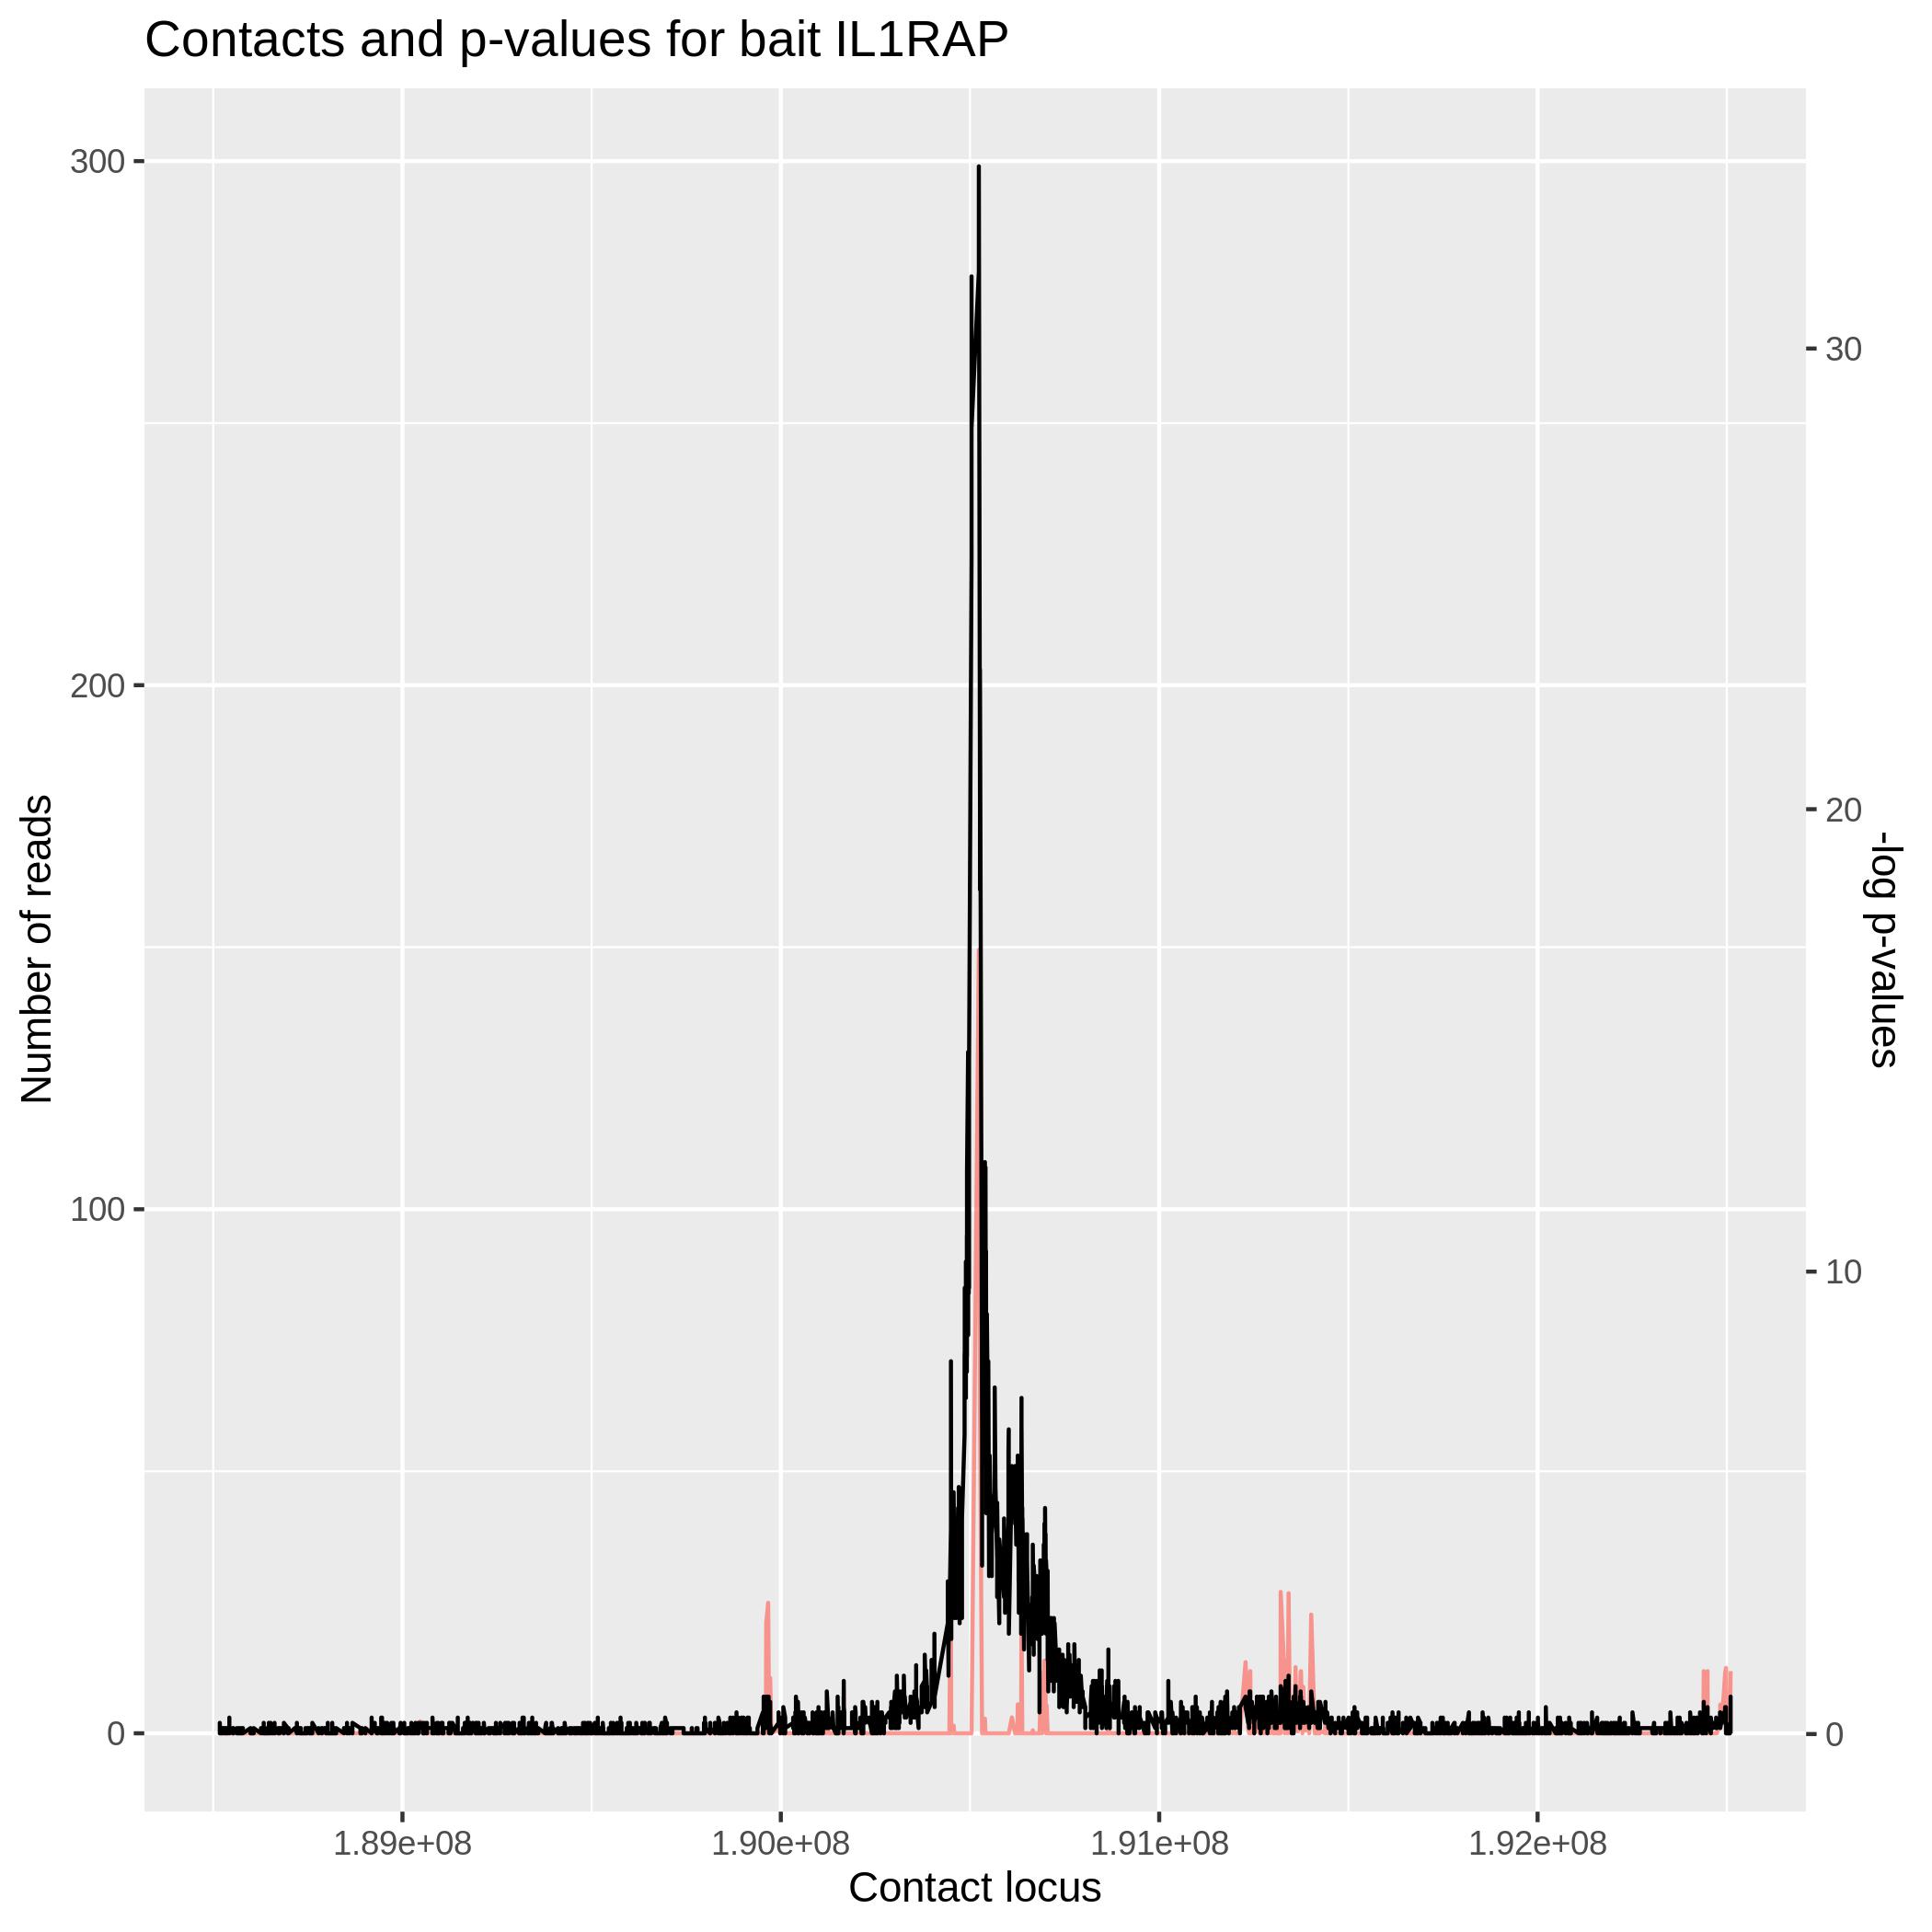 Contacts and p-values for bait IL1RAP
300
200
100
0
Number of reads
30
20
10
0
-log p-values
1.89e+08
1.90e+08
1.91e+08
1.92e+08
Contact locus